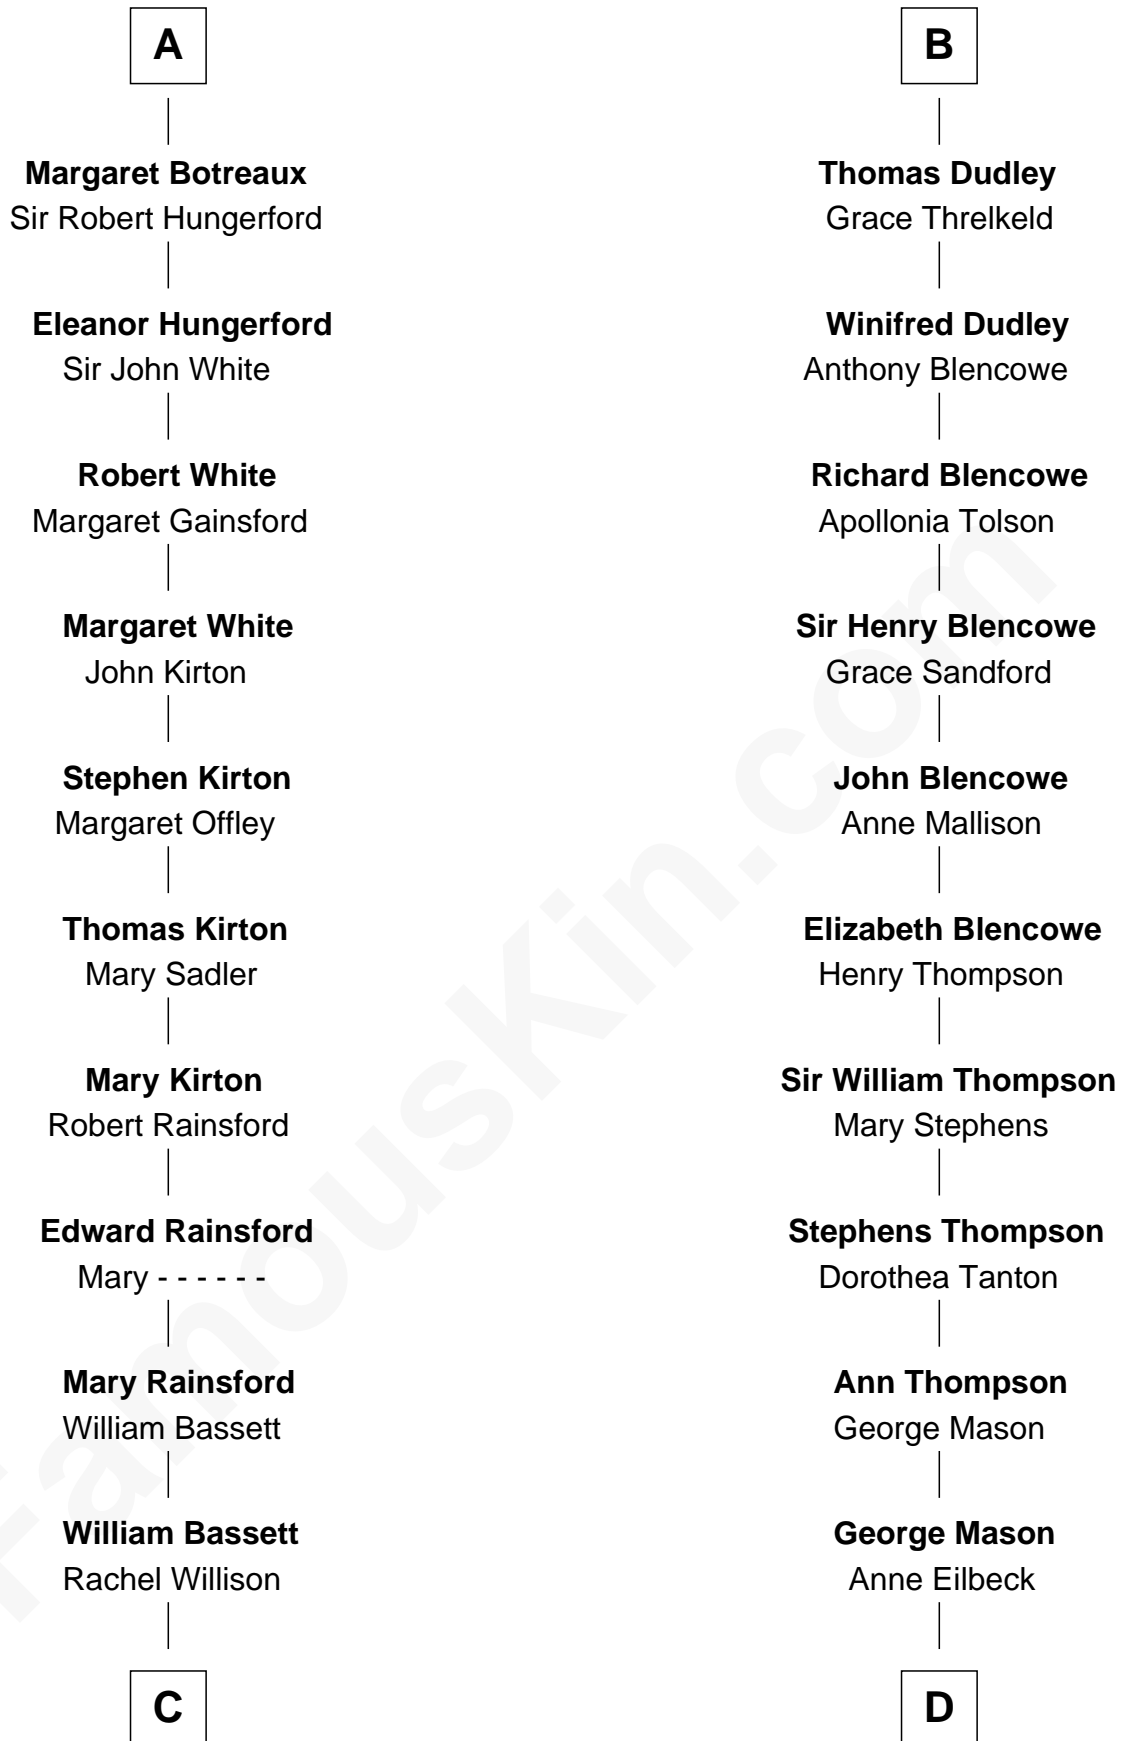 A
Margaret Botreaux
Sir Robert Hungerford
Eleanor Hungerford
Sir John White
Robert White
Margaret Gainsford
Margaret White
John Kirton
Stephen Kirton
Margaret Offley
Thomas Kirton
Mary Sadler
Mary Kirton
Robert Rainsford
Edward Rainsford
Mary - - - - - -
Mary Rainsford
William Bassett
William Bassett
Rachel Willison
C
B
Thomas Dudley
Grace Threlkeld
Winifred Dudley
Anthony Blencowe
Richard Blencowe
Apollonia Tolson
Sir Henry Blencowe
Grace Sandford
John Blencowe
Anne Mallison
Elizabeth Blencowe
Henry Thompson
Sir William Thompson
Mary Stephens
Stephens Thompson
Dorothea Tanton
Ann Thompson
George Mason
George Mason
Anne Eilbeck
D
FamousKin.com